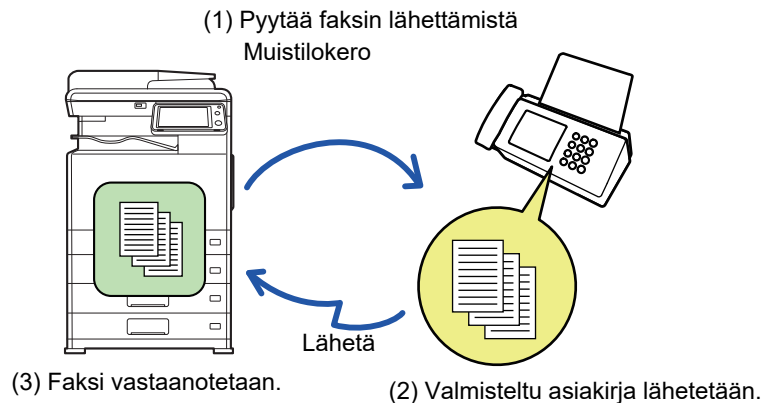 (1) Pyytää faksin lähettämistä
Muistilokero
Lähetä
(3) Faksi vastaanotetaan.
(2) Valmisteltu asiakirja lähetetään.